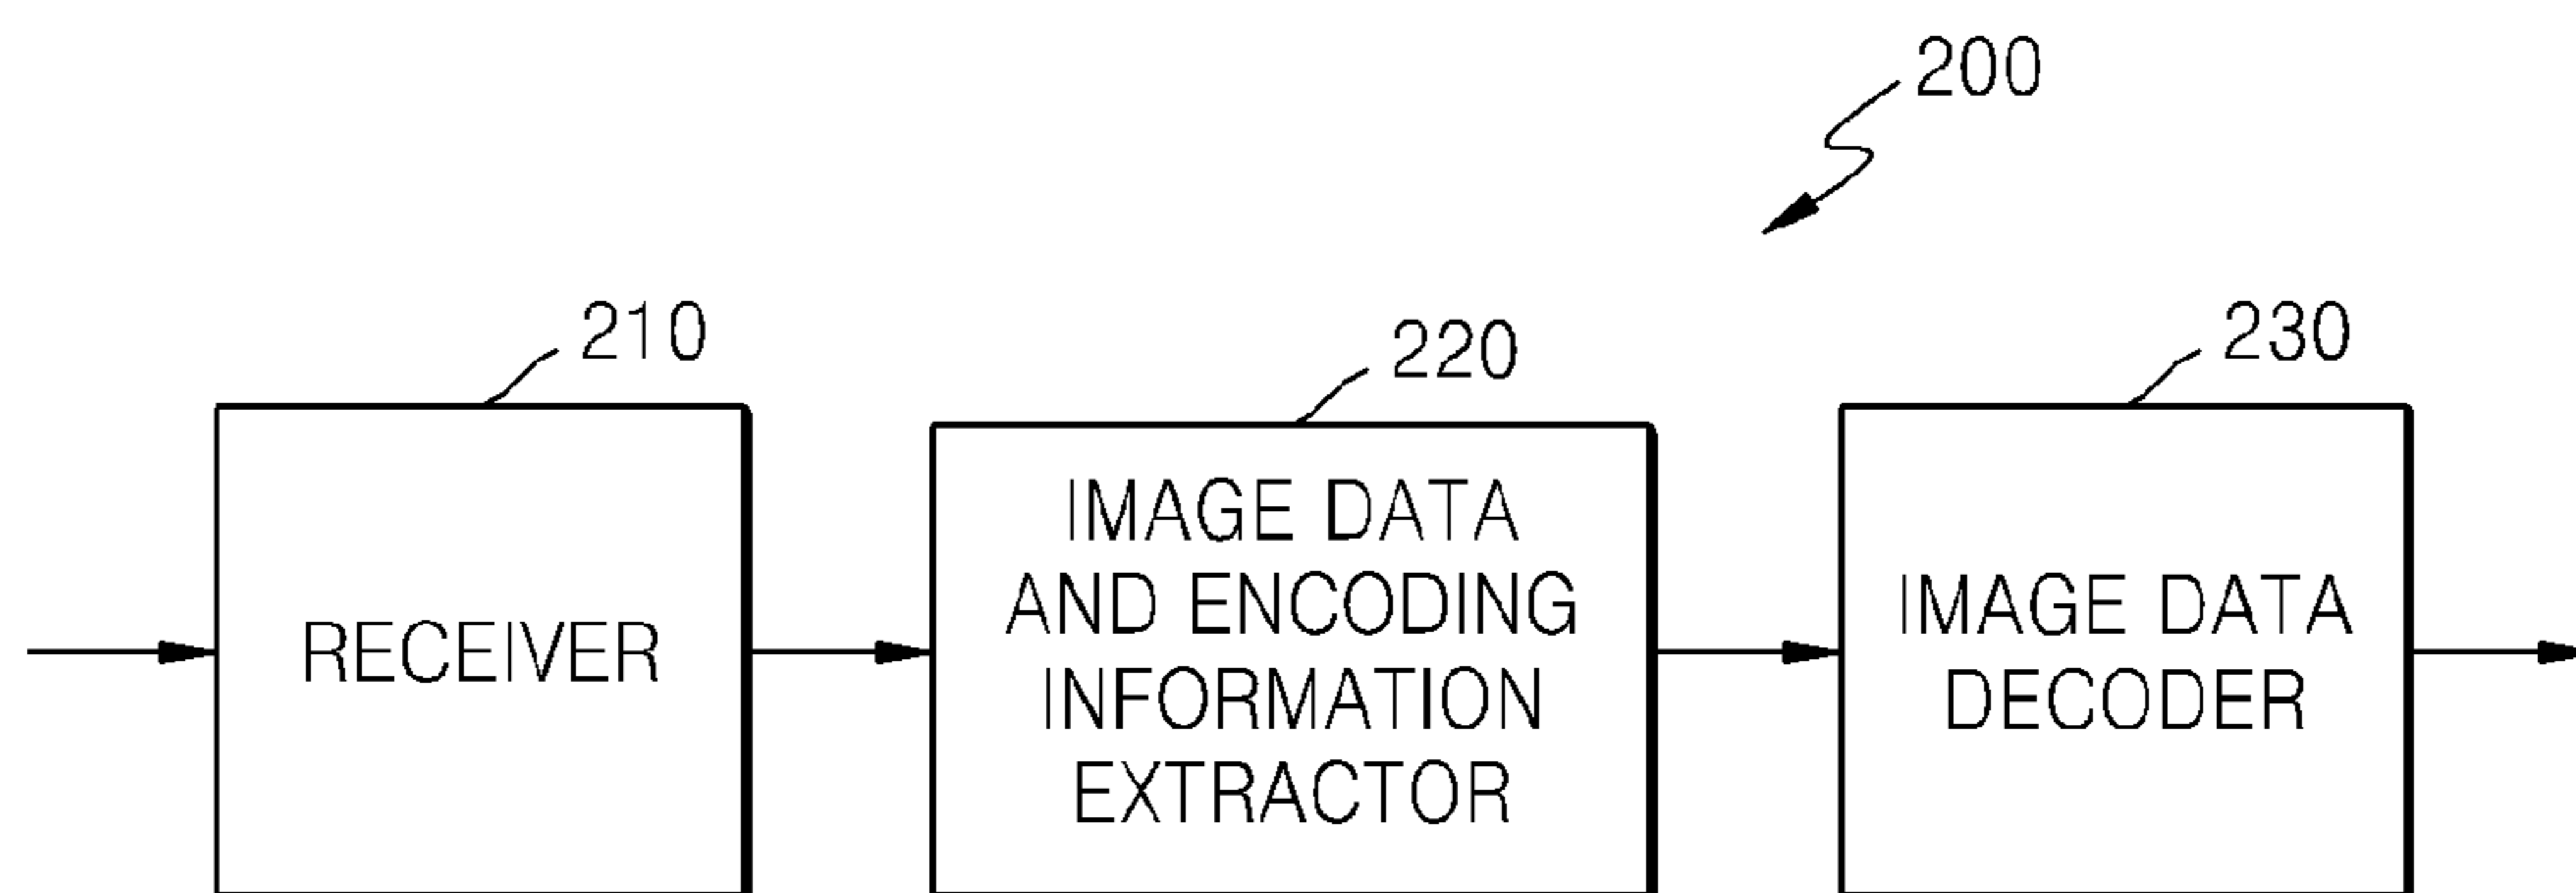 200
210
220
230
RECEIVER
IMAGE DATA
AND ENCODING
INFORMATION
EXTRACTOR
IMAGE DATA
DECODER